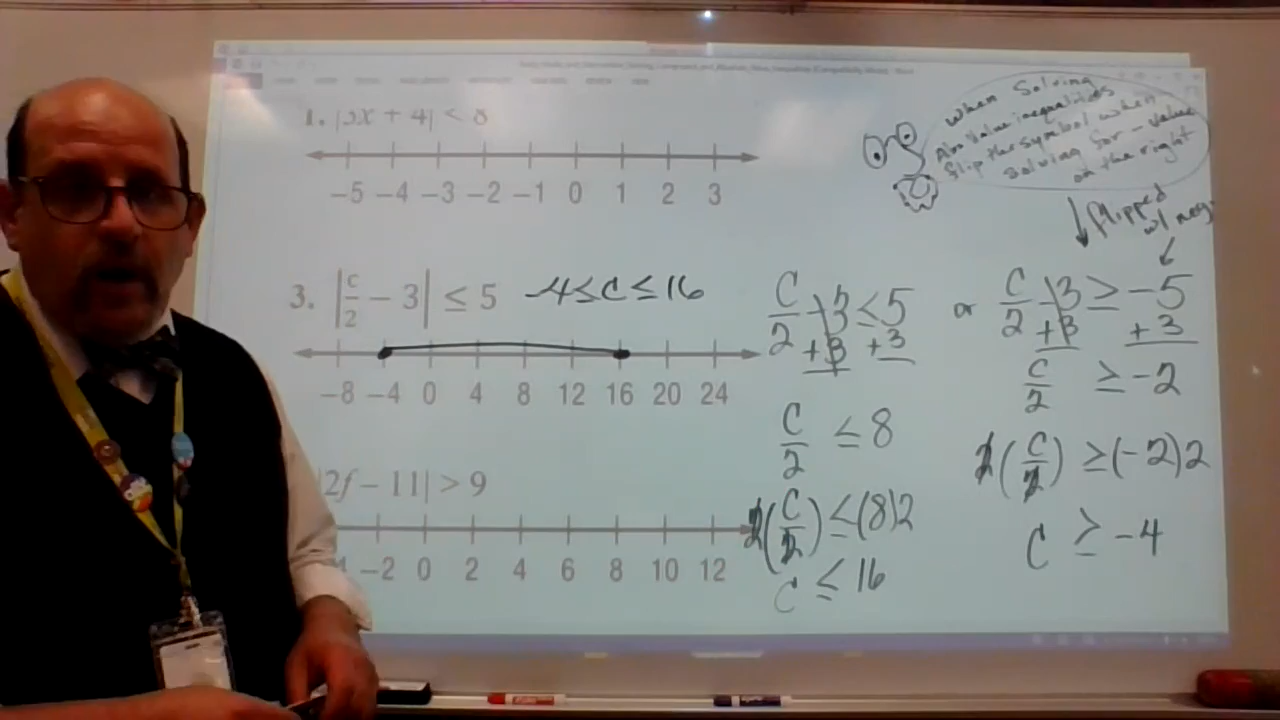 1. |3x + 4| < 8
−5 −4 −3 −2 −1 0 1 2 3
When Solving
Abs Value inequalities
flip the symbol when
solving for - value
on the right
flipped
w/ neg.
3. |c/2 − 3| ≤ 5 -4 ≤ C ≤ 16
−8 −4 0 4 8 12 16 20 24
C/2 - 3 ≤ 5 or C/2 - 3 ≥ -5
+3 +3 +3 +3
C/2 ≤ 8 C/2 ≥ -2
2(C/2) ≤ (8)2 2(C/2) ≥ (-2)2
C ≤ 16 C ≥ -4
|2f − 11| > 9
−2 0 2 4 6 8 10 12